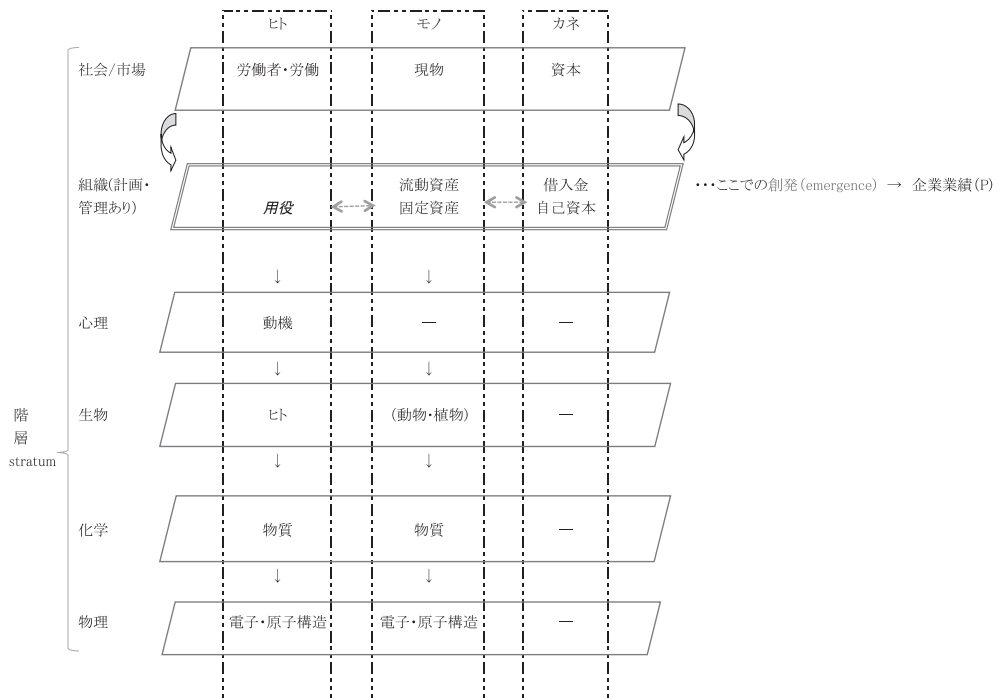 ヒト モノ カネ
社会/市場 労働者・労働 現物 資本
組織(計画・ 流動資産 借入金 ・・・ここでの創発(emergence) → 企業業績(P)
管理あり) 用役 固定資産 自己資本
↓ ↓
心理 動機 ― ―
↓ ↓
生物 ヒト (動物・植物) ―
階
層
stratum
↓ ↓
化学 物質 物質 ―
↓ ↓
物理 電子・原子構造 電子・原子構造 ―